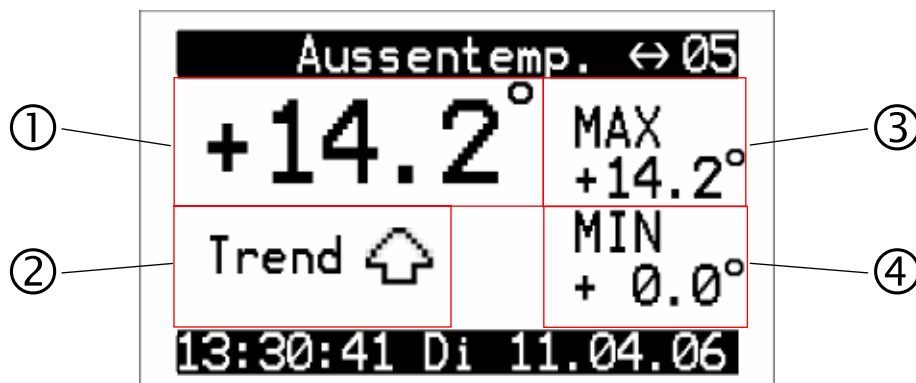 Aussentemp. ↔ 05
① +14.2° MAX ③
+14.2°
② Trend MIN ④
+ 0.0°
13:30:41 Di 11.04.06